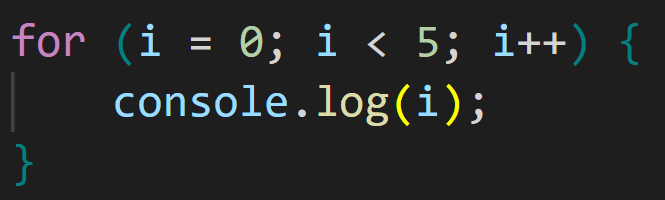 for (i = 0; i < 5; i++) {
    console.log(i);
}